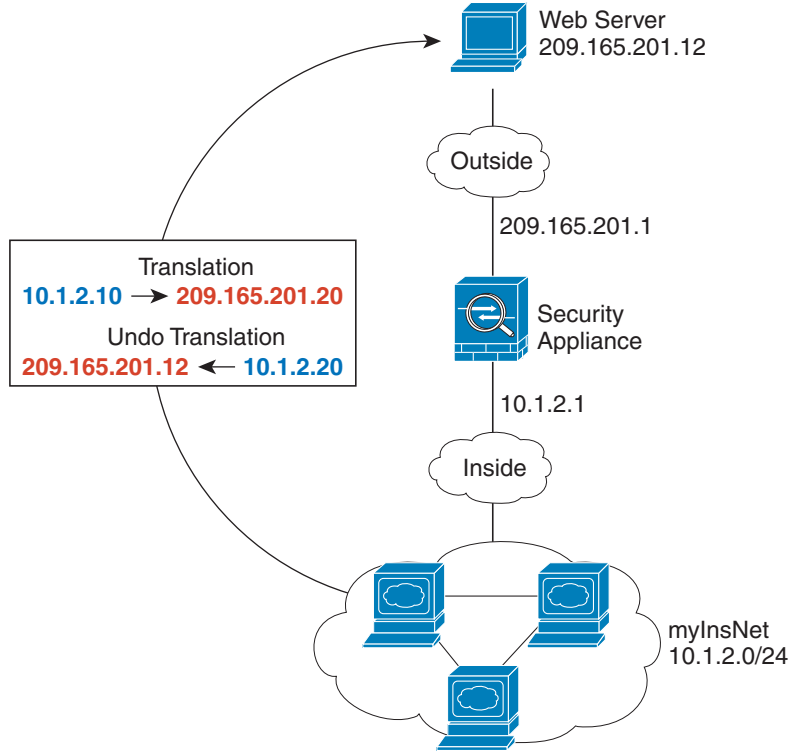 Web Server
209.165.201.12
Outside
209.165.201.1
Translation
10.1.2.10 → 209.165.201.20
Undo Translation
209.165.201.12 ← 10.1.2.20
Security
Appliance
10.1.2.1
Inside
myInsNet
10.1.2.0/24